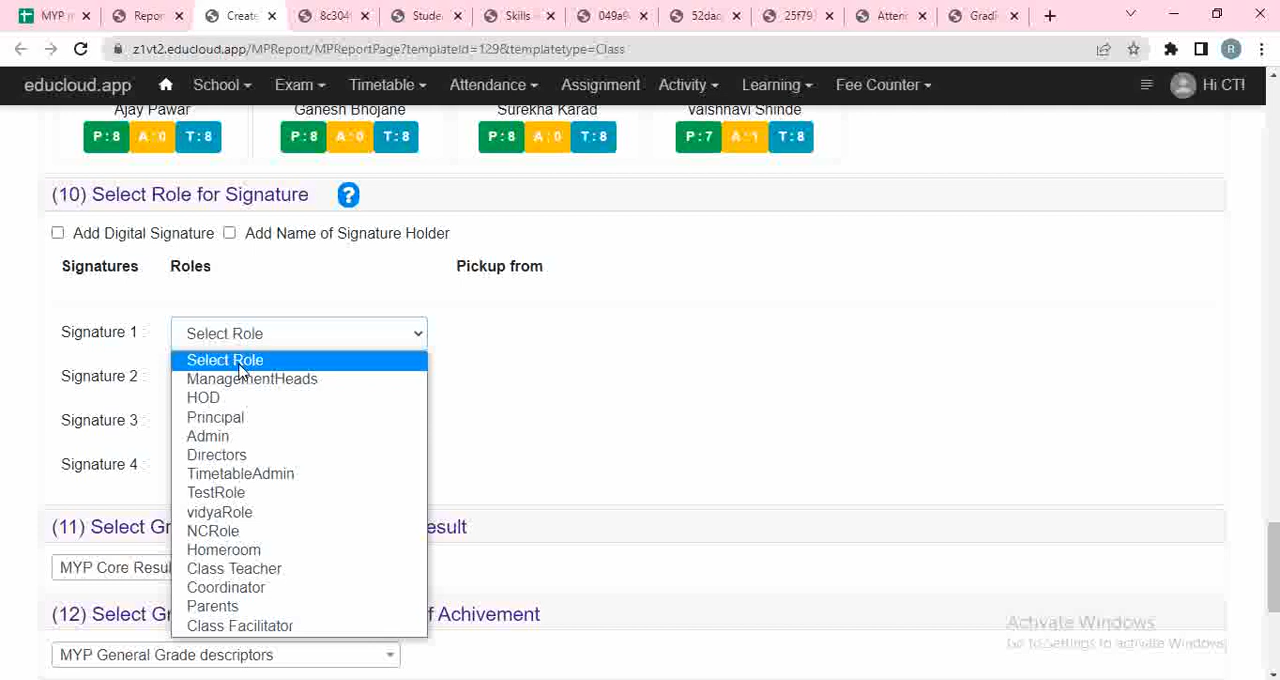 MYP m
Repor
Create
8c304
Stude
Skills -
049a9
52dac
25f79
Atten
Gradi
z1vt2.educloud.app/MPReport/MPReportPage?templateId=129&templatetype=Class
R
educloud.app School Exam Timetable Attendance Assignment Activity Learning Fee Counter Hi CT!
Ajay Pawar Ganesh Bhojane Surekha Karad Vaishnavi Shinde
P:8 A:0 T:8 P:8 A:0 T:8 P:8 A:0 T:8 P:7 A:1 T:8
(10) Select Role for Signature ?
Add Digital Signature Add Name of Signature Holder
Signatures Roles Pickup from
Signature 1 : Select Role
Select Role
Signature 2 :
ManagementHeads
HOD
Signature 3 :
Principal
Admin
Directors
Signature 4 :
TimetableAdmin
TestRole
vidyaRole
NCRole
Homeroom
Class Teacher
Coordinator
Parents
Class Facilitator
(11) Select Gr esult
MYP Core Resul
(12) Select Gr f Achivement
MYP General Grade descriptors
Activate Windows
Go to Settings to activate Windows.